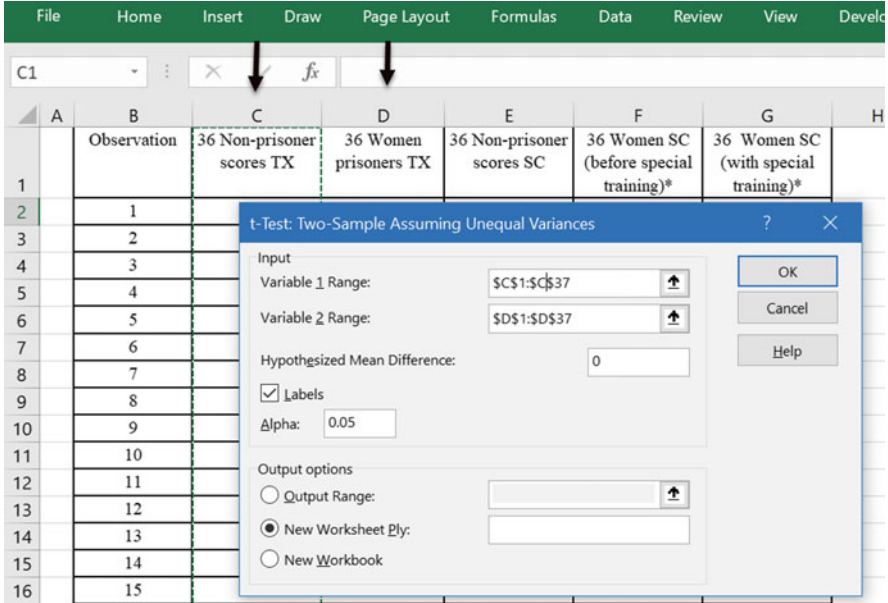 File Home Insert Draw Page Layout Formulas Data Review View Develo
C1 fx
A B C D E F G H
1 Observation 36 Non-prisoner scores TX 36 Women prisoners TX 36 Non-prisoner scores SC 36 Women SC (before special training)* 36 Women SC (with special training)*
2 1
3 2
4 3
5 4
6 5
7 6
8 7
9 8
10 9
11 10
12 11
13 12
14 13
15 14
16 15
t-Test: Two-Sample Assuming Unequal Variances ?
Input
Variable 1 Range: $C$1:$C$37
Variable 2 Range: $D$1:$D$37
Hypothesized Mean Difference: 0
Labels
Alpha: 0.05
Output options
Output Range:
New Worksheet Ply:
New Workbook
OK
Cancel
Help